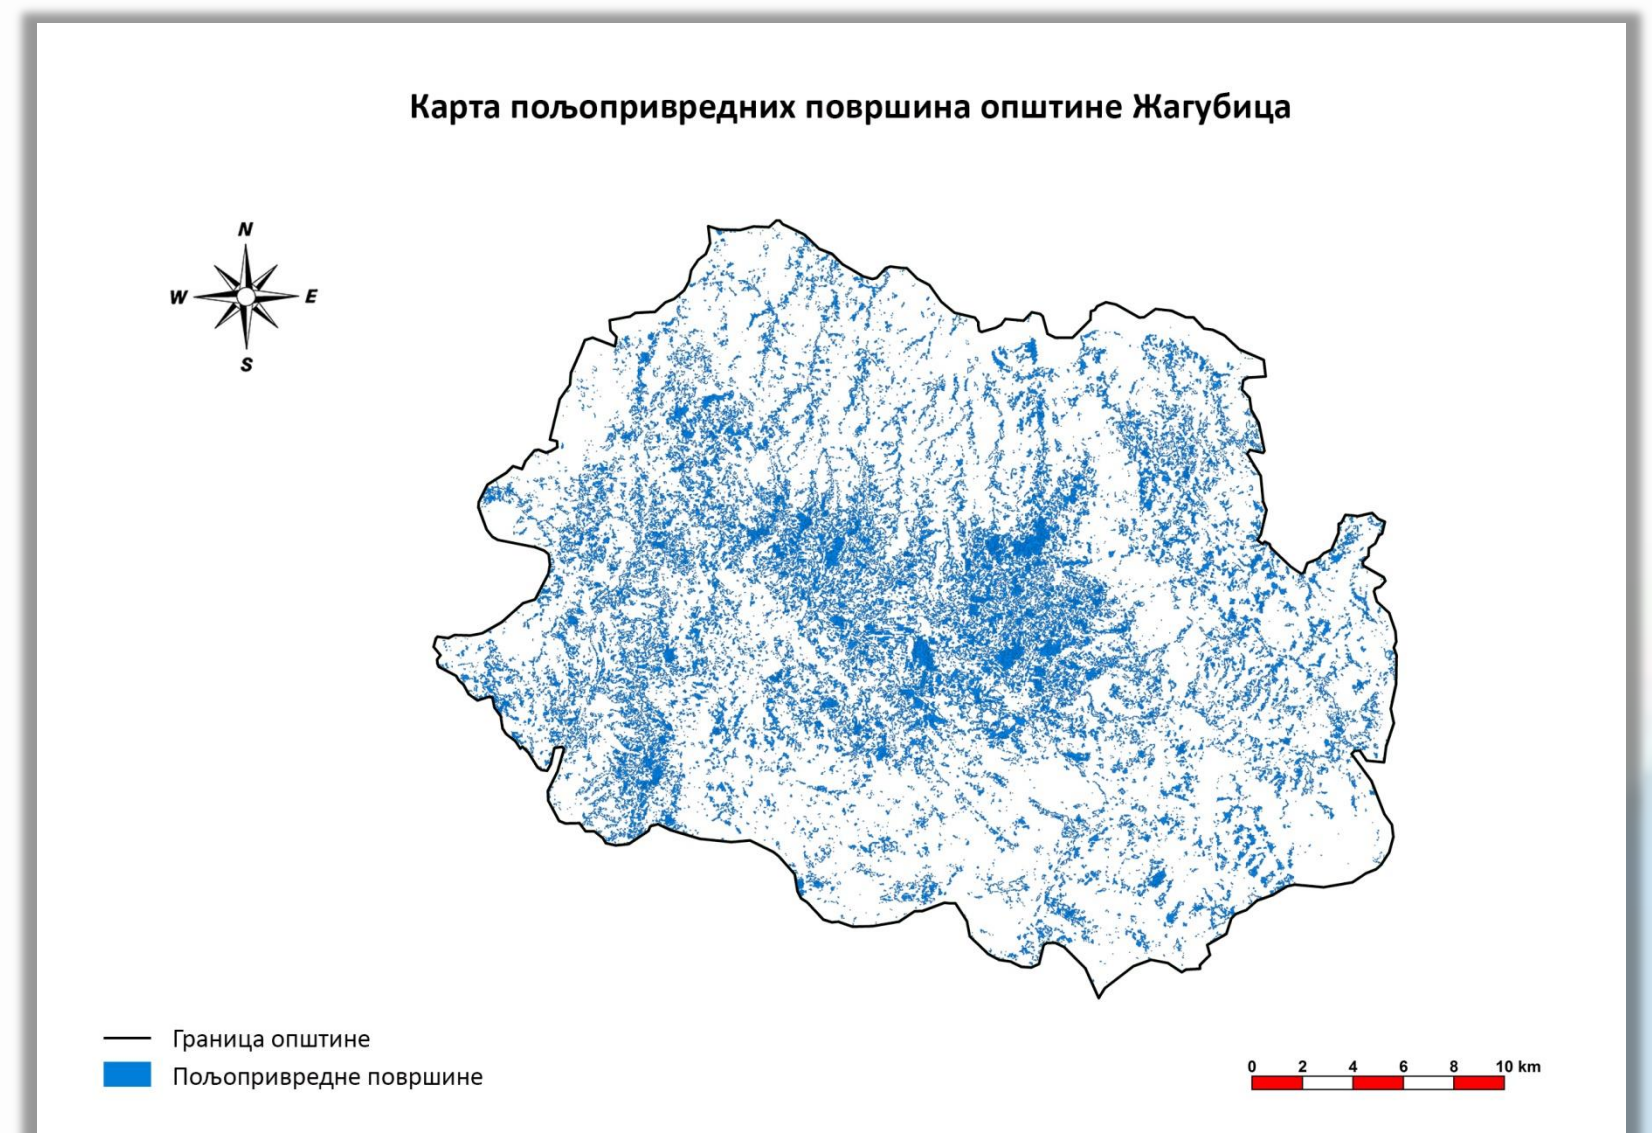 Карта пољопривредних површина општине Жагубица
N
W E
S
Граница општине
Пољопривредне површине
0 2 4 6 8 10 km